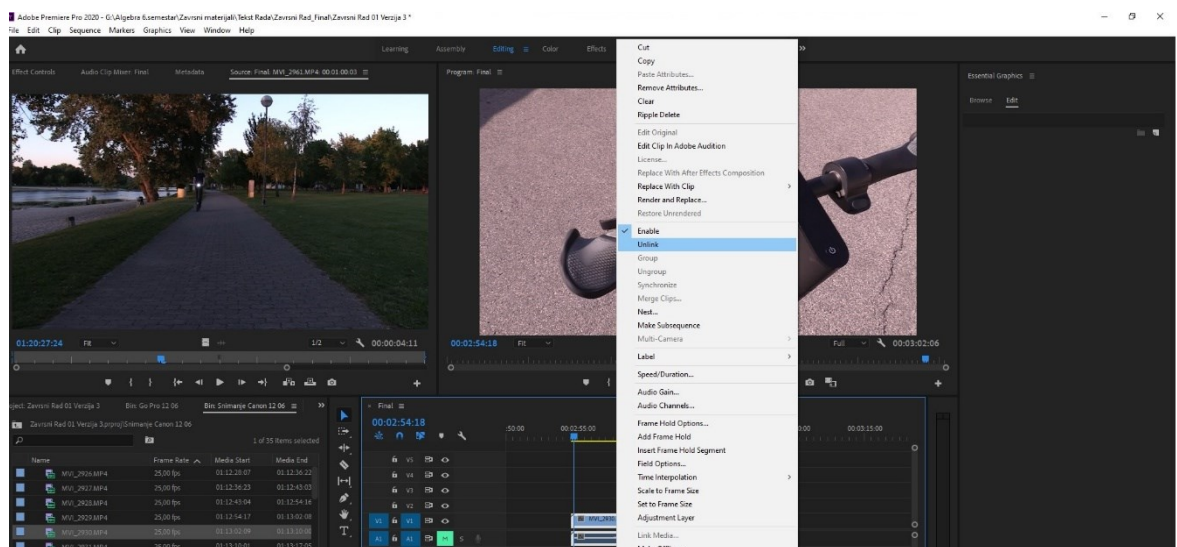 Adobe Premiere Pro 2020 - G:\Algebra 6.semestar\Zavrsni materijali\Tekst Rada\Zavrsni Rad_Final\Zavrsni Rad 01 Verzija 3 *
File Edit Clip Sequence Markers Graphics View Window Help
Learning Assembly Editing Color Effects
Effect Controls Audio Clip Mixer: Final Metadata Source: Final: MVI_2961.MP4: 00:01:00:03
Program: Final
Essential Graphics
Browse Edit
Cut
Copy
Paste Attributes...
Remove Attributes...
Clear
Ripple Delete
Edit Original
Edit Clip In Adobe Audition
License...
Replace With After Effects Composition
Replace With Clip
Render and Replace...
Restore Unrendered
Enable
Unlink
Group
Ungroup
Synchronize
Merge Clips...
Nest...
Make Subsequence
Multi-Camera
Label
Speed/Duration...
Audio Gain...
Audio Channels...
Frame Hold Options...
Add Frame Hold
Insert Frame Hold Segment
Field Options...
Time Interpolation
Scale to Frame Size
Set to Frame Size
Adjustment Layer
Link Media...
01:20:27:24 Fit 1/2 00:00:04:11
00:02:54:18 Fit Full 00:03:02:06
Zavrsni Rad 01 Verzija 3 Bin: Go Pro 12 06 Bin: Snimanje Canon 12 06
Zavrsni Rad 01 Verzija 3.prproj\Snimanje Canon 12 06
1 of 35 items selected
Name Frame Rate Media Start Media End
MVI_2926.MP4 25,00 fps 01:12:29:07 01:12:36:22
MVI_2927.MP4 25,00 fps 01:12:36:23 01:12:43:03
MVI_2928.MP4 25,00 fps 01:12:43:04 01:12:54:16
MVI_2929.MP4 25,00 fps 01:12:54:17 01:13:02:08
MVI_2930.MP4 25,00 fps 01:13:02:09
Final
00:02:54:18
:50:00 00:02:55:00 00:03:15:00
V5
V4
V3
V2
V1 V1
A1 A1 M S